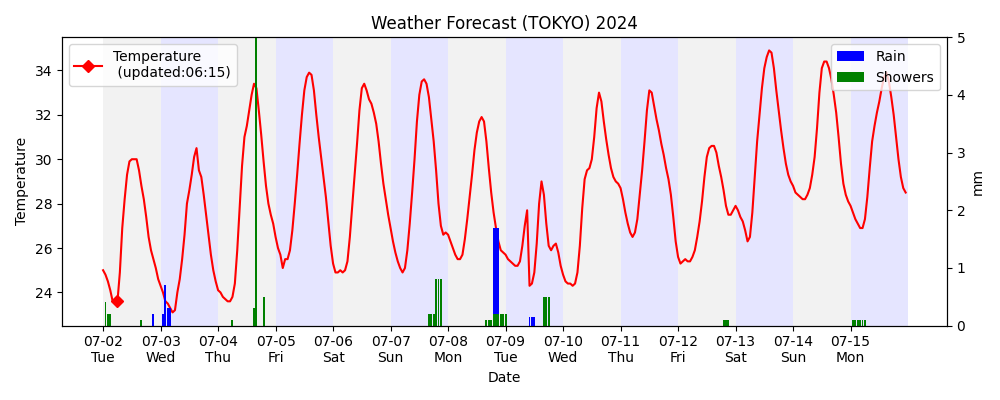 Weather Forecast (TOKYO) 2024
Temperature
(updated:06:15)
Rain
Showers
Temperature
34
32
30
28
26
24
5
4
3
2
1
0
mm
07-02 07-03 07-04 07-05 07-06 07-07 07-08 07-09 07-10 07-11 07-12 07-13 07-14 07-15
Tue Wed Thu Fri Sat Sun Mon Tue Wed Thu Fri Sat Sun Mon
Date